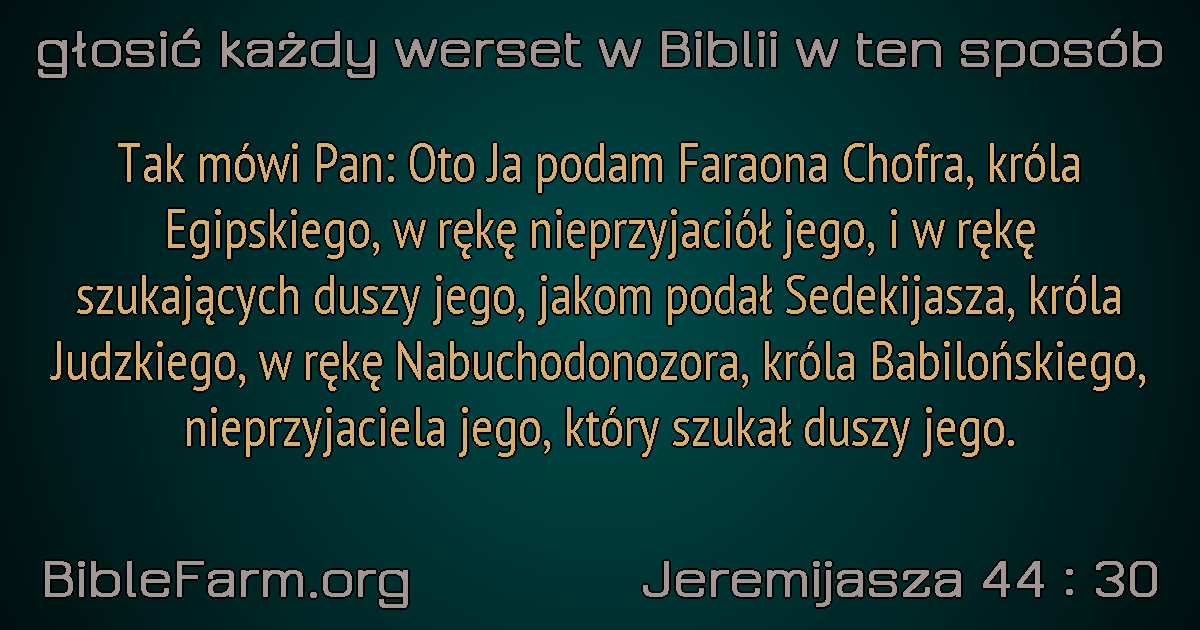 głosić każdy werset w Biblii w ten sposób
Tak mówi Pan: Oto Ja podam Faraona Chofra, króla
Egipskiego, w rękę nieprzyjaciół jego, i w rękę
szukających duszy jego, jakom podał Sedekijasza, króla
Judzkiego, w rękę Nabuchodonozora, króla Babilońskiego,
nieprzyjaciela jego, który szukał duszy jego.
BibleFarm.org
Jeremijasza 44 : 30